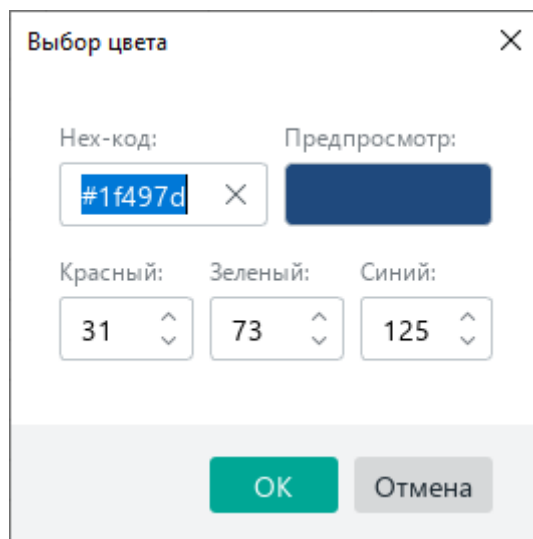 Выбор цвета
Hex-код:
Предпросмотр:
#1f497d
Красный:
Зеленый:
Синий:
31
73
125
OK
Отмена